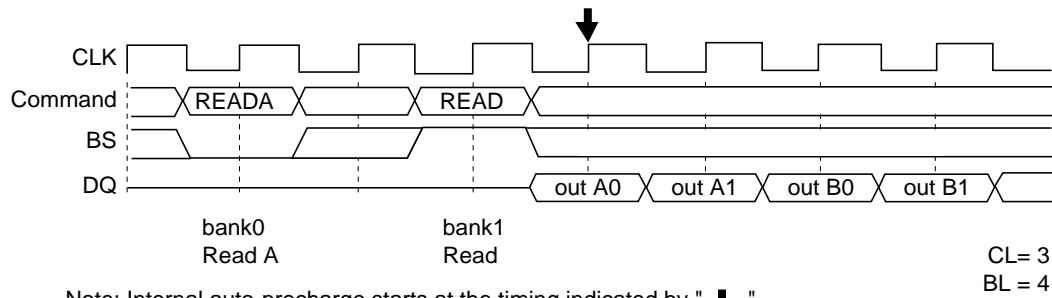 CLK
Command READA READ
BS
DQ out A0 out A1 out B0 out B1
bank0 bank1
Read A Read
CL= 3
BL = 4
Note: Internal auto-precharge starts at the timing indicated by " ".